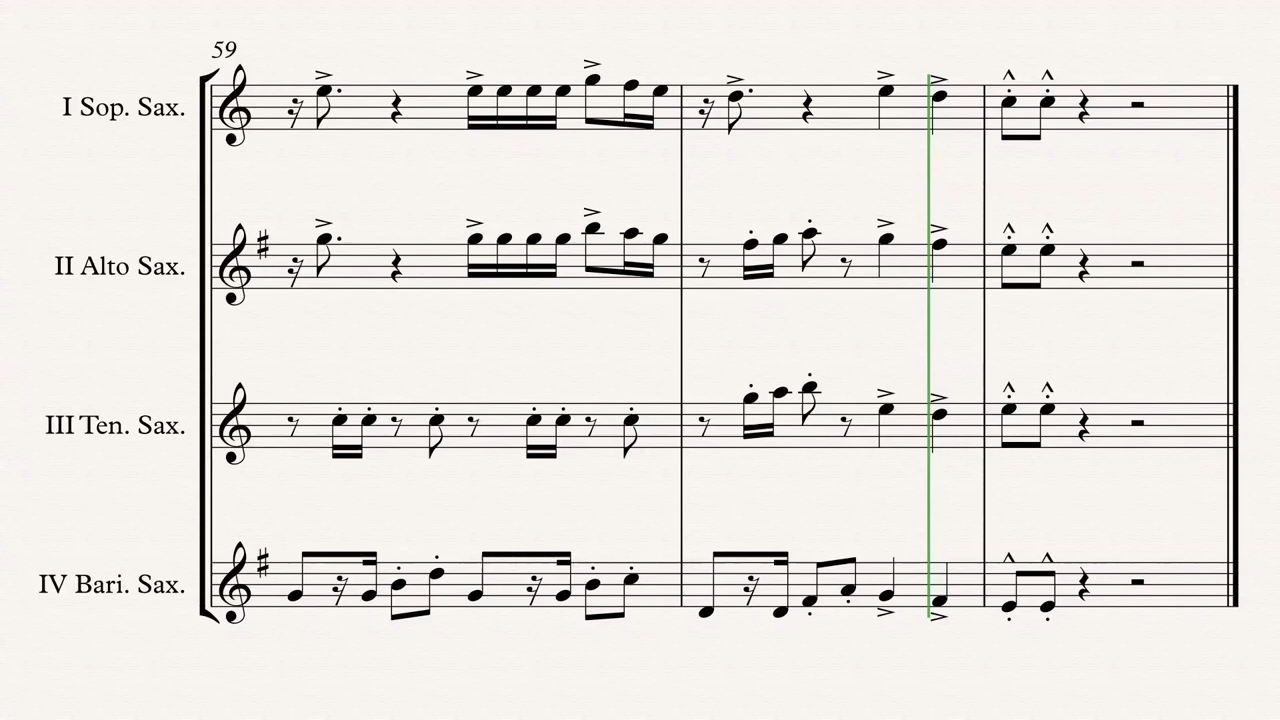 59
I Sop. Sax.
II Alto Sax.
III Ten. Sax.
IV Bari. Sax.